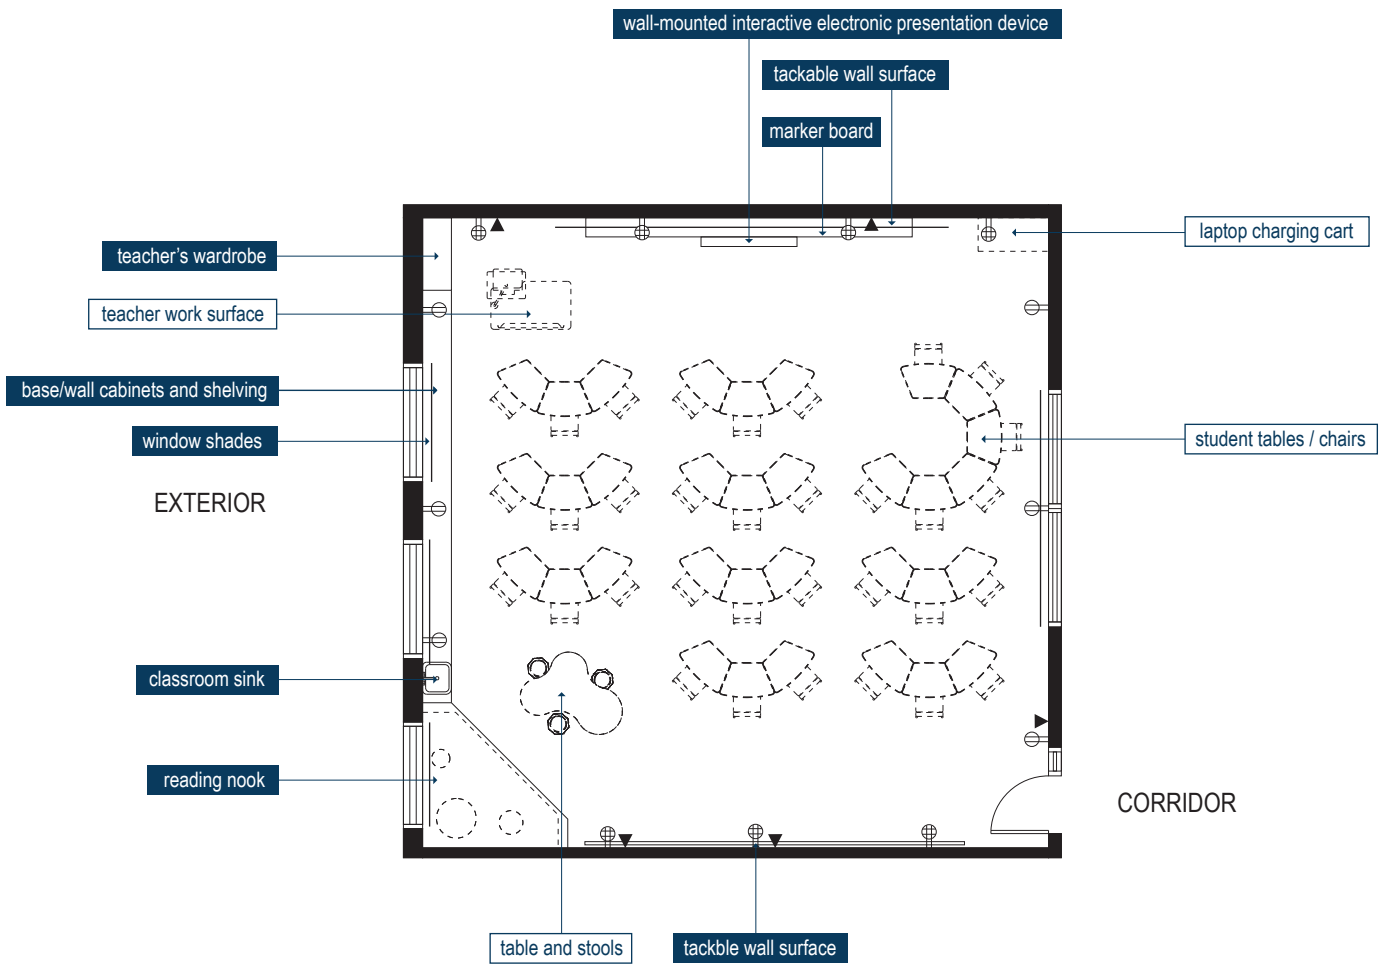 wall-mounted interactive electronic presentation device
tackable wall surface
marker board
laptop charging cart
teacher's wardrobe
teacher work surface
base/wall cabinets and shelving
window shades
student tables / chairs
EXTERIOR
classroom sink
reading nook
CORRIDOR
table and stools
tackble wall surface